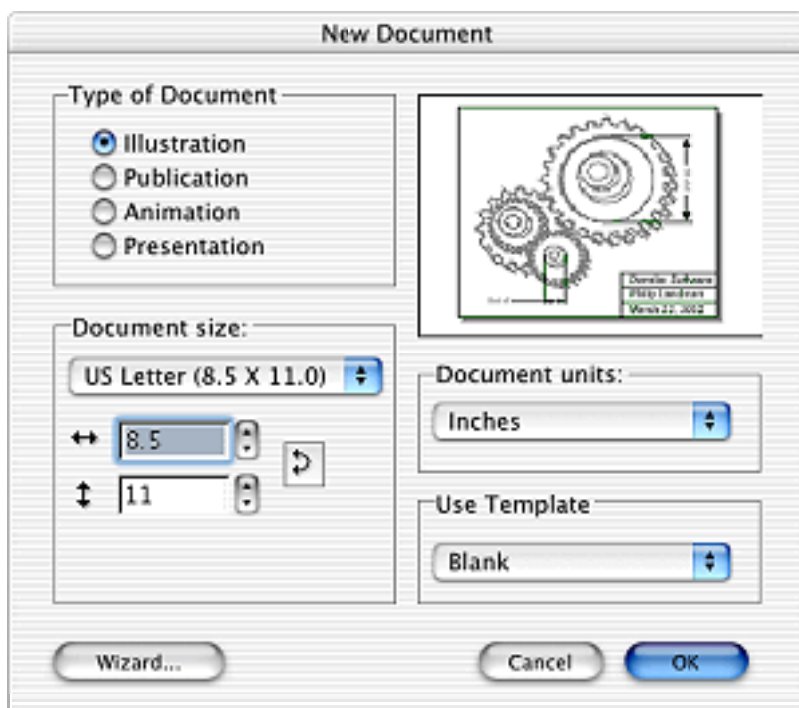 New Document
Type of Document
Illustration
Publication
Animation
Presentation
Document size:
US Letter (8.5 X 11.0)
8.5
11
Document units:
Inches
Use Template
Blank
Wizard...
Cancel
OK